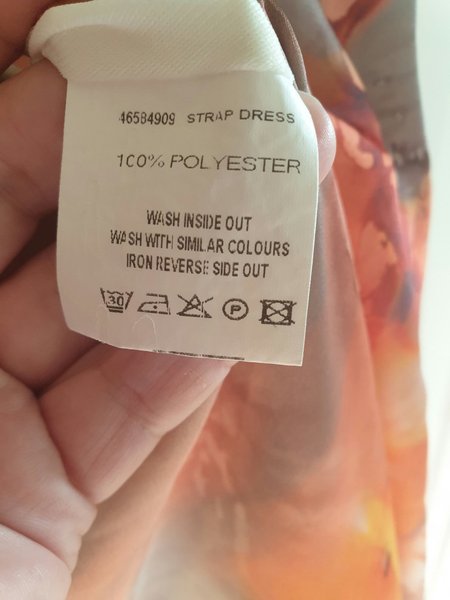 46584909 STRAP DRESS
100% POLYESTER
WASH INSIDE OUT
WASH WITH SIMILAR COLOURS
IRON REVERSE SIDE OUT
30 P